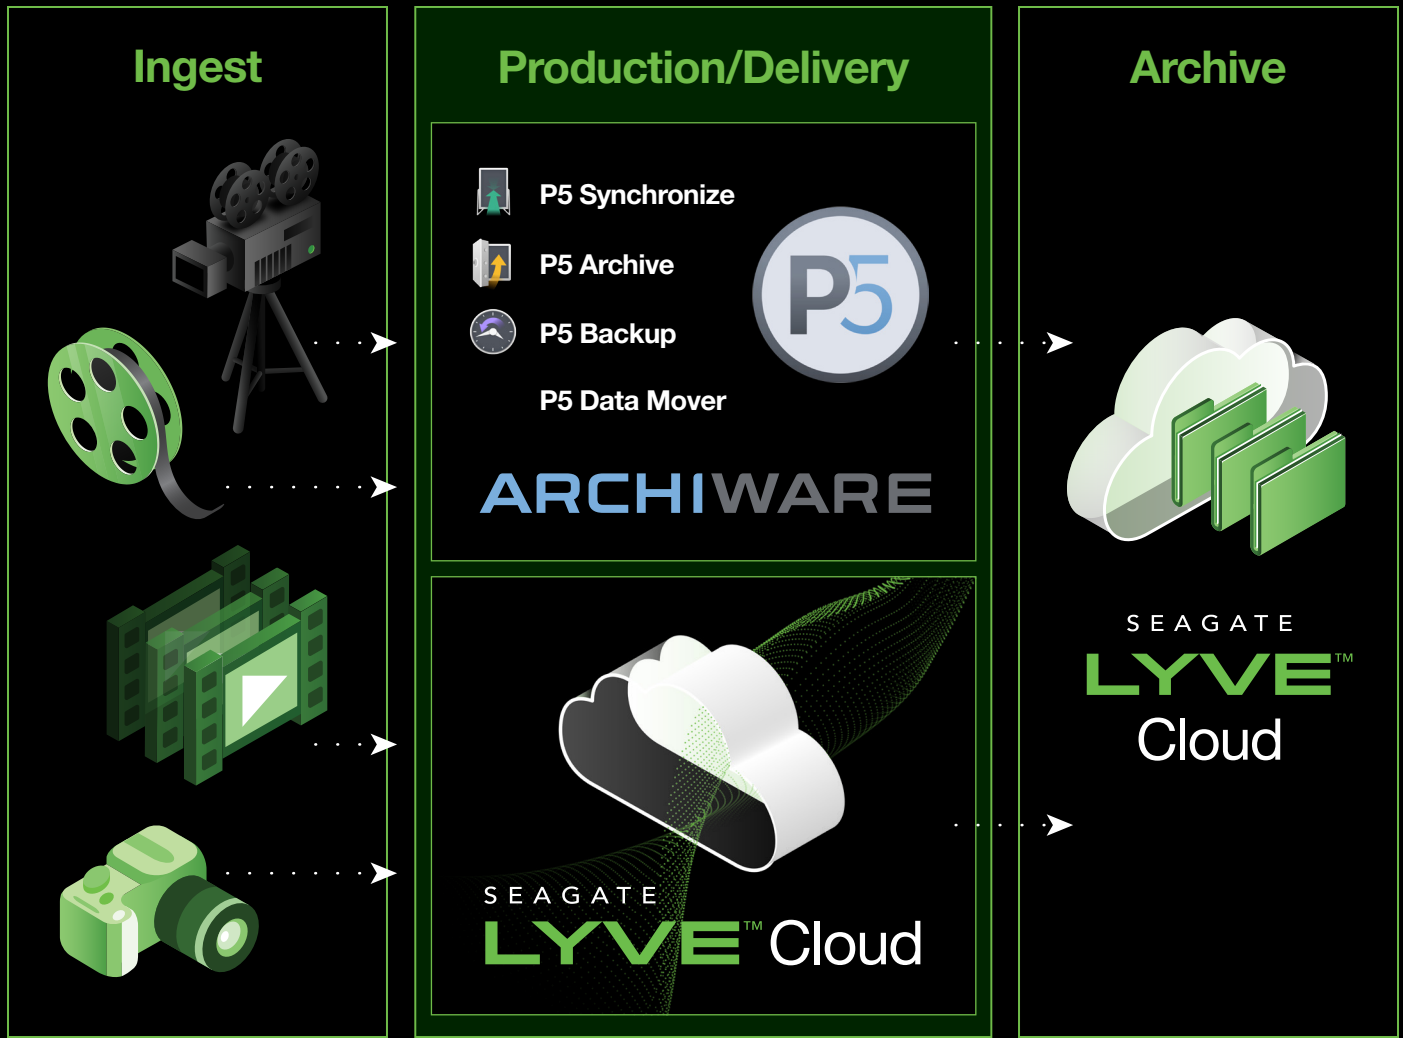 Ingest
Production/Delivery
P5 Synchronize
P5 Archive
P5 Backup
P5 Data Mover
P5
ARCHIWARE
SEAGATE
LYVE™ Cloud
Archive
SEAGATE
LYVE™
Cloud